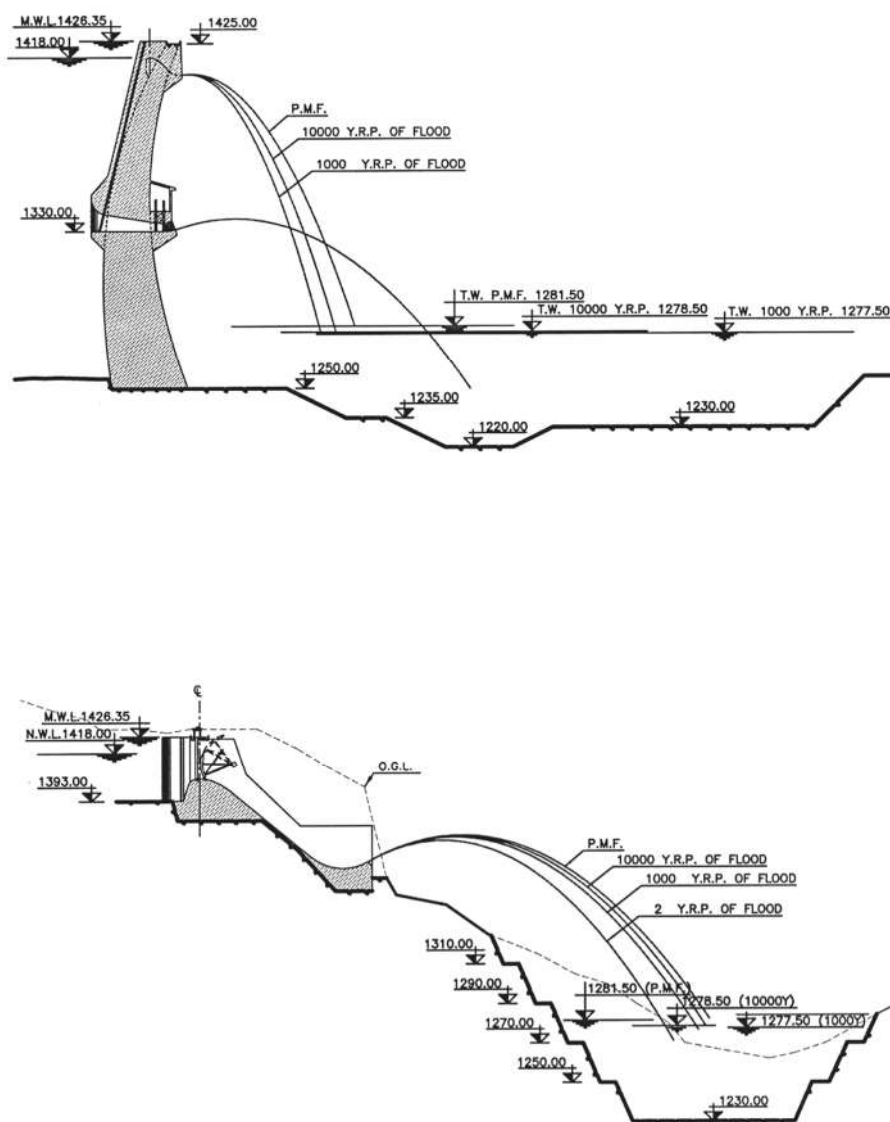 M.W.L.1426.35
1425.00
1418.00
P.M.F.
10000 Y.R.P. OF FLOOD
1000 Y.R.P. OF FLOOD
1330.00
T.W. P.M.F. 1281.50
T.W. 10000 Y.R.P. 1278.50
T.W. 1000 Y.R.P. 1277.50
1250.00
1235.00
1220.00
1230.00
℄
M.W.L.1426.35
N.W.L.1418.00
O.G.L.
1393.00
P.M.F.
10000 Y.R.P. OF FLOOD
1000 Y.R.P. OF FLOOD
2 Y.R.P. OF FLOOD
1310.00
1290.00
1281.50 (P.M.F.)
1278.50 (10000Y)
1277.50 (1000Y)
1270.00
1250.00
1230.00